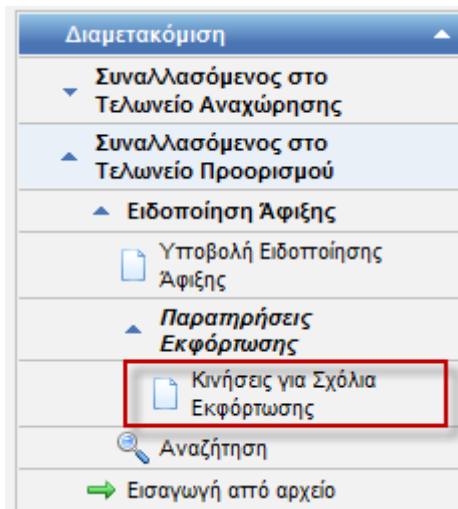 Διαμετακόμιση
Συναλλασόμενος στο
Τελωνείο Αναχώρησης
Συναλλασόμενος στο
Τελωνείο Προορισμού
Ειδοποίηση Άφιξης
Υποβολή Ειδοποίησης
Άφιξης
Παρατηρήσεις
Εκφόρτωσης
Κινήσεις για Σχόλια
Εκφόρτωσης
Αναζήτηση
Εισαγωγή από αρχείο